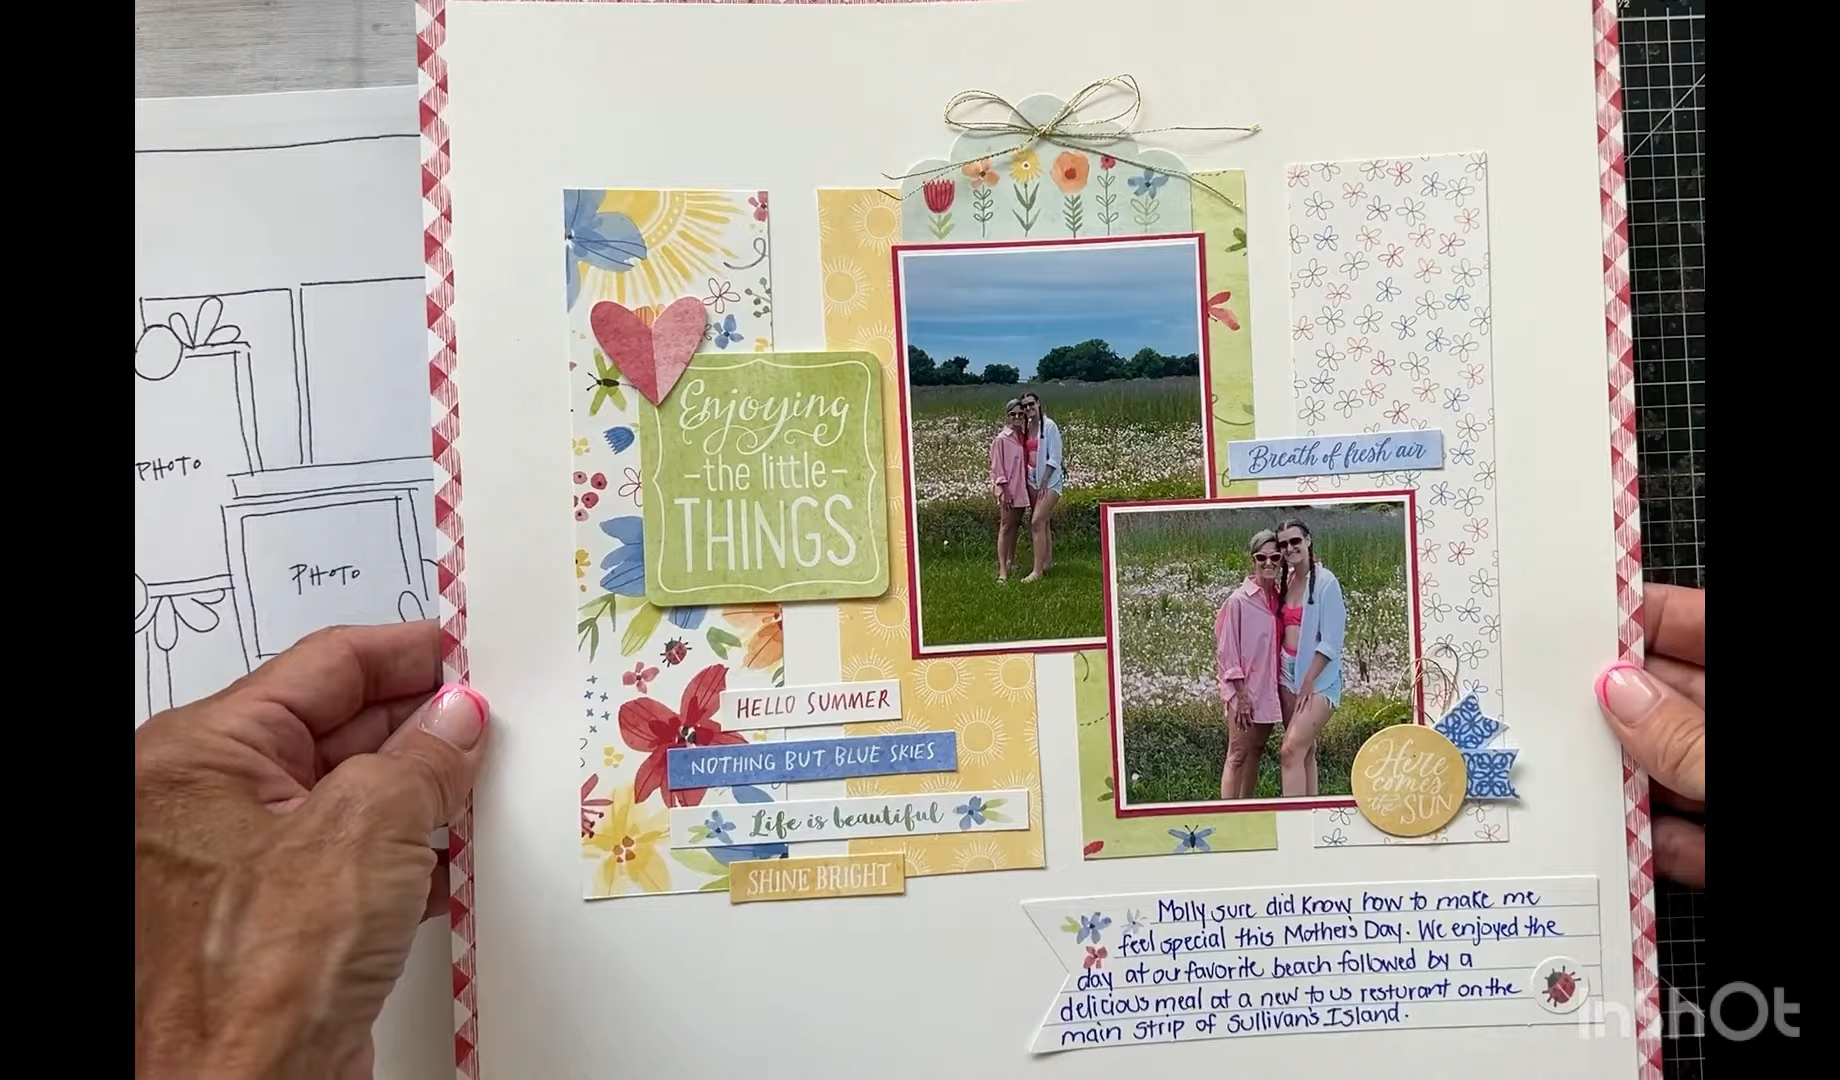 PHOTO
PHOTO
Enjoying
-the little-
THINGS
Breath of fresh air
HELLO SUMMER
NOTHING BUT BLUE SKIES
Life is beautiful
SHINE BRIGHT
Here
comes
the SUN
Molly sure did know how to make me
feel special this Mother's Day. We enjoyed the
day at our favorite beach followed by a
delicious meal at a new to us resturant on the
main strip of Sullivan's Island.
InShOt